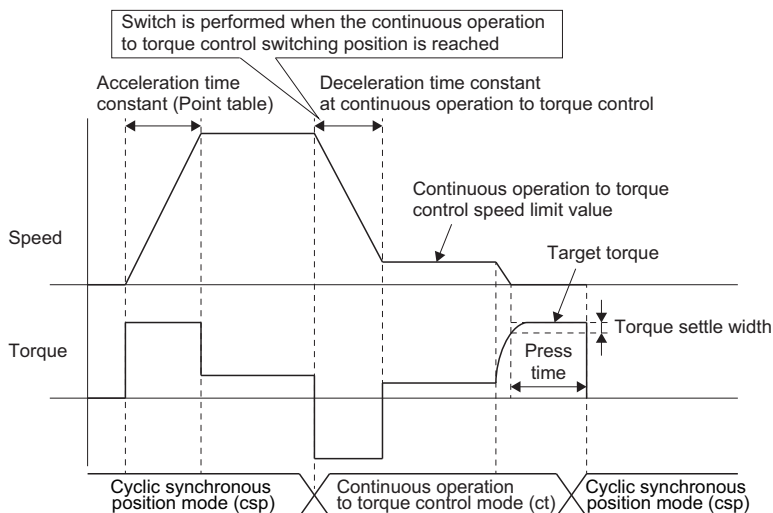 Switch is performed when the continuous operation
to torque control switching position is reached
Acceleration time
constant (Point table)
Deceleration time constant
at continuous operation to torque control
Continuous operation to torque
control speed limit value
Speed
Target torque
Torque settle width
Torque
Press
time
Cyclic synchronous
position mode (csp)
Continuous operation
to torque control mode (ct)
Cyclic synchronous
position mode (csp)